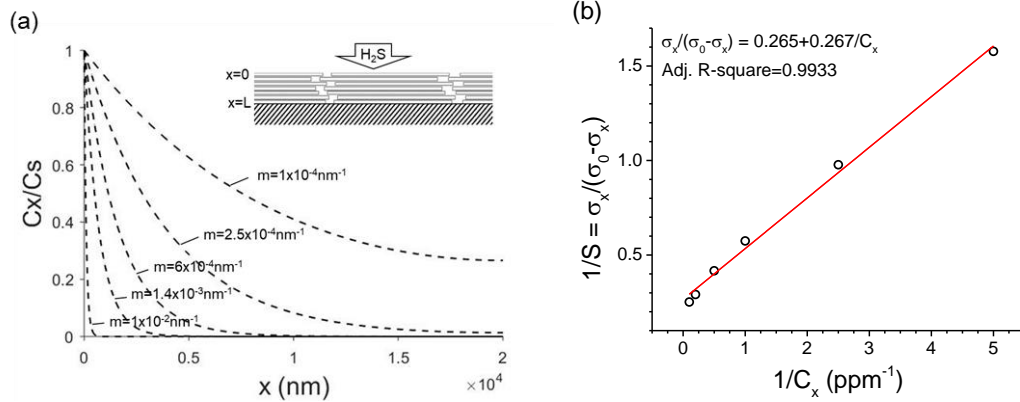 (a)
1
0.8
0.6
0.4
0.2
0
Cx/Cs
H₂S
x=0
x=L
m=1x10⁻⁴nm⁻¹
m=2.5x10⁻⁴nm⁻¹
m=6x10⁻⁴nm⁻¹
m=1.4x10⁻³nm⁻¹
m=1x10⁻²nm⁻¹
0 0.5 1 1.5 2
×10⁴
x (nm)
(b)
σₓ/(σ₀-σₓ) = 0.265+0.267/Cₓ
Adj. R-square=0.9933
1.5
1.0
0.5
1/S = σₓ/(σ₀-σₓ)
0 1 2 3 4 5
1/Cₓ (ppm⁻¹)